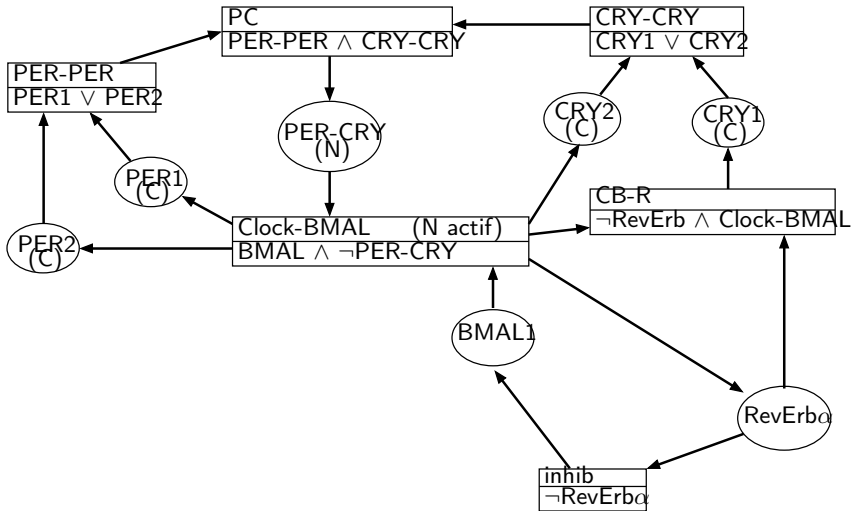 PC
PER-PER ∧ CRY-CRY
CRY-CRY
CRY1 ∨ CRY2
PER-PER
PER1 ∨ PER2
PER-CRY
(N)
CRY2
(C)
CRY1
(C)
PER1
(C)
CB-R
¬RevErb ∧ Clock-BMAL
Clock-BMAL (N actif)
BMAL ∧ ¬PER-CRY
PER2
(C)
BMAL1
RevErbα
inhib
¬RevErbα